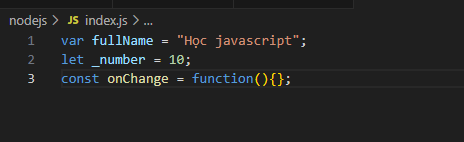 nodejs > JS index.js > ...
1 var fullName = "Học javascript";
2 let _number = 10;
3 const onChange = function(){};